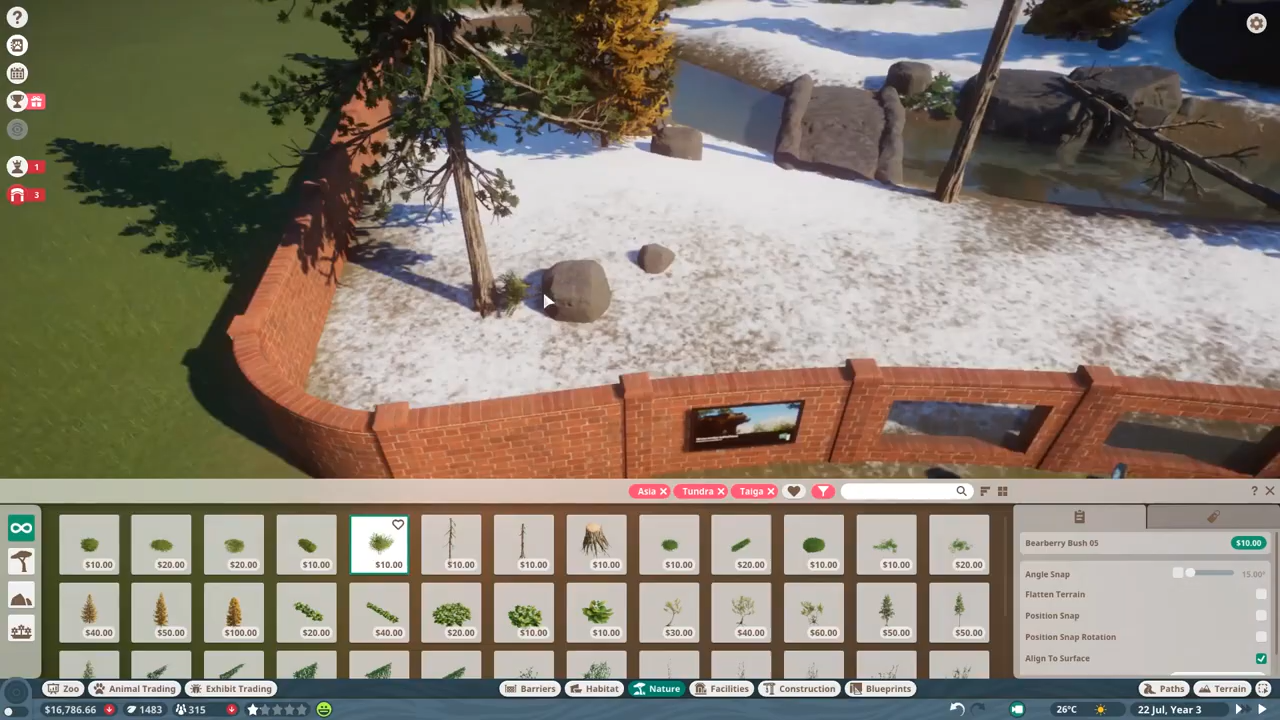 ?
1
3
Asia ✕ Tundra ✕ Taiga ✕
? ✕
$10.00 $20.00 $20.00 $10.00 $10.00 $10.00 $10.00 $10.00 $10.00 $20.00 $10.00 $10.00 $20.00
$40.00 $50.00 $100.00 $20.00 $40.00 $20.00 $10.00 $10.00 $30.00 $40.00 $60.00 $50.00 $50.00
Bearberry Bush 05 $10.00
Angle Snap 15.00°
Flatten Terrain
Position Snap
Position Snap Rotation
Align To Surface
Zoo Animal Trading Exhibit Trading Barriers Habitat Nature Facilities Construction Blueprints Paths Terrain
$16,786.66 1483 315 26°C 22 Jul, Year 3